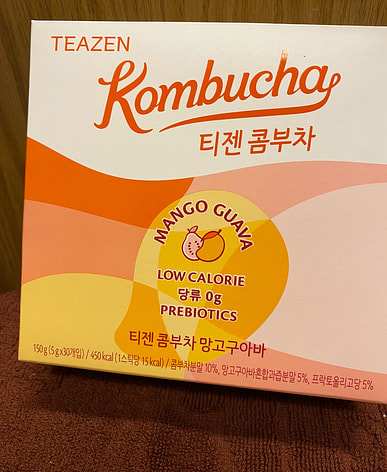 TEAZEN
Kombucha
티젠 콤부차
MANGO GUAVA
LOW CALORIE
당류 0g
PREBIOTICS
티젠 콤부차 망고구아바
150 g (5 g x 30개입) / 450 kcal (1스틱당 15 kcal) / 콤부차분말 10%, 망고구아바혼합과즙분말 5%, 프락토올리고당 5%